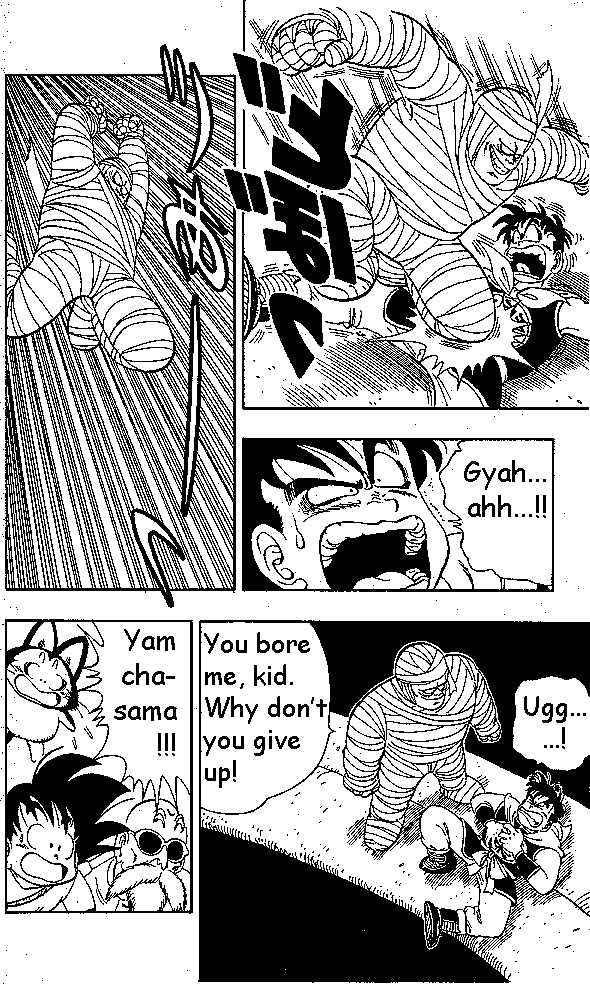 Gyah...
ahh...!!
Ugg...
...!
You bore
me, kid.
Why don't
you give
up!
Yam
cha-
sama
!!!